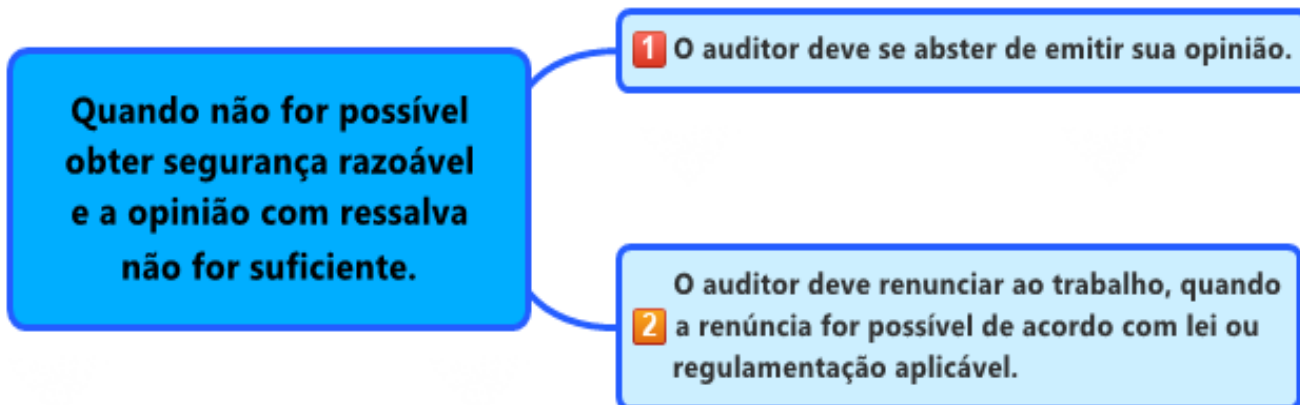 Quando não for possível
obter segurança razoável
e a opinião com ressalva
não for suficiente.
1 O auditor deve se abster de emitir sua opinião.
O auditor deve renunciar ao trabalho, quando
2 a renúncia for possível de acordo com lei ou
regulamentação aplicável.